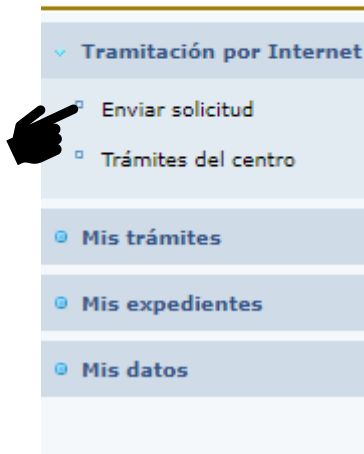 Tramitación por Internet
Enviar solicitud
Trámites del centro
Mis trámites
Mis expedientes
Mis datos